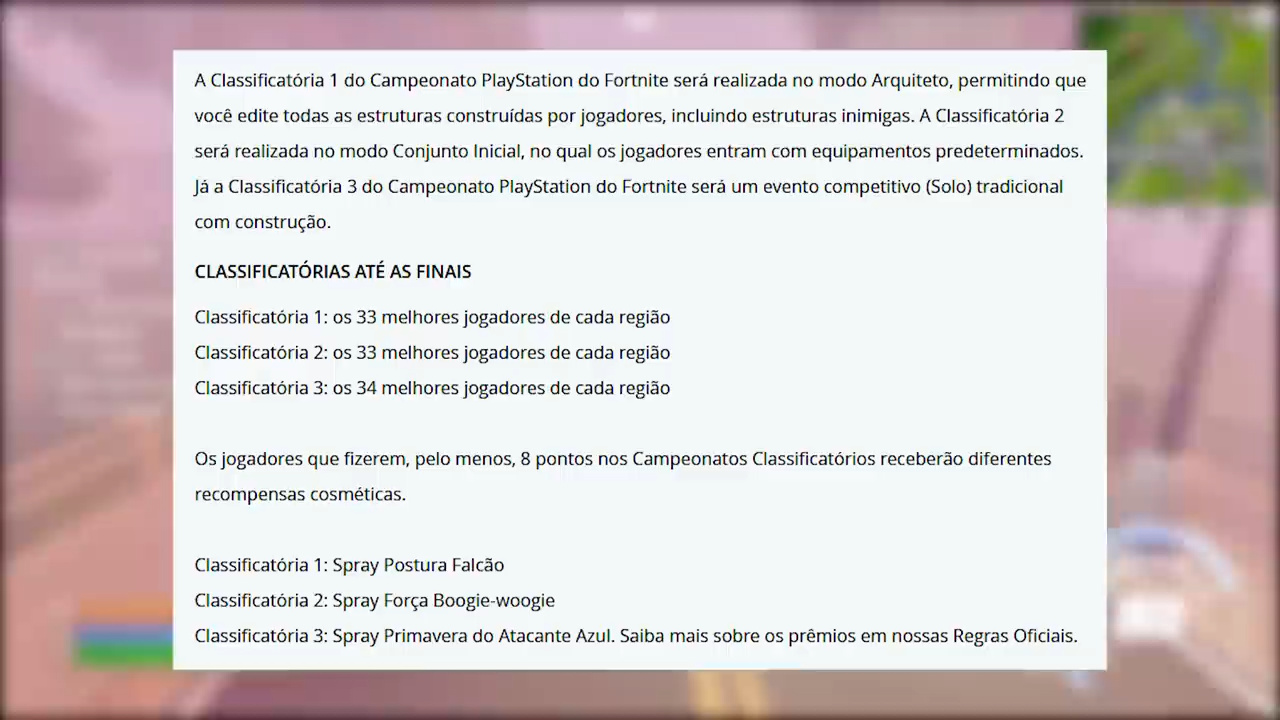 A Classificatória 1 do Campeonato PlayStation do Fortnite será realizada no modo Arquiteto, permitindo que
você edite todas as estruturas construídas por jogadores, incluindo estruturas inimigas. A Classificatória 2
será realizada no modo Conjunto Inicial, no qual os jogadores entram com equipamentos predeterminados.
Já a Classificatória 3 do Campeonato PlayStation do Fortnite será um evento competitivo (Solo) tradicional
com construção.
CLASSIFICATÓRIAS ATÉ AS FINAIS
Classificatória 1: os 33 melhores jogadores de cada região
Classificatória 2: os 33 melhores jogadores de cada região
Classificatória 3: os 34 melhores jogadores de cada região
Os jogadores que fizerem, pelo menos, 8 pontos nos Campeonatos Classificatórios receberão diferentes
recompensas cosméticas.
Classificatória 1: Spray Postura Falcão
Classificatória 2: Spray Força Boogie-woogie
Classificatória 3: Spray Primavera do Atacante Azul. Saiba mais sobre os prêmios em nossas Regras Oficiais.